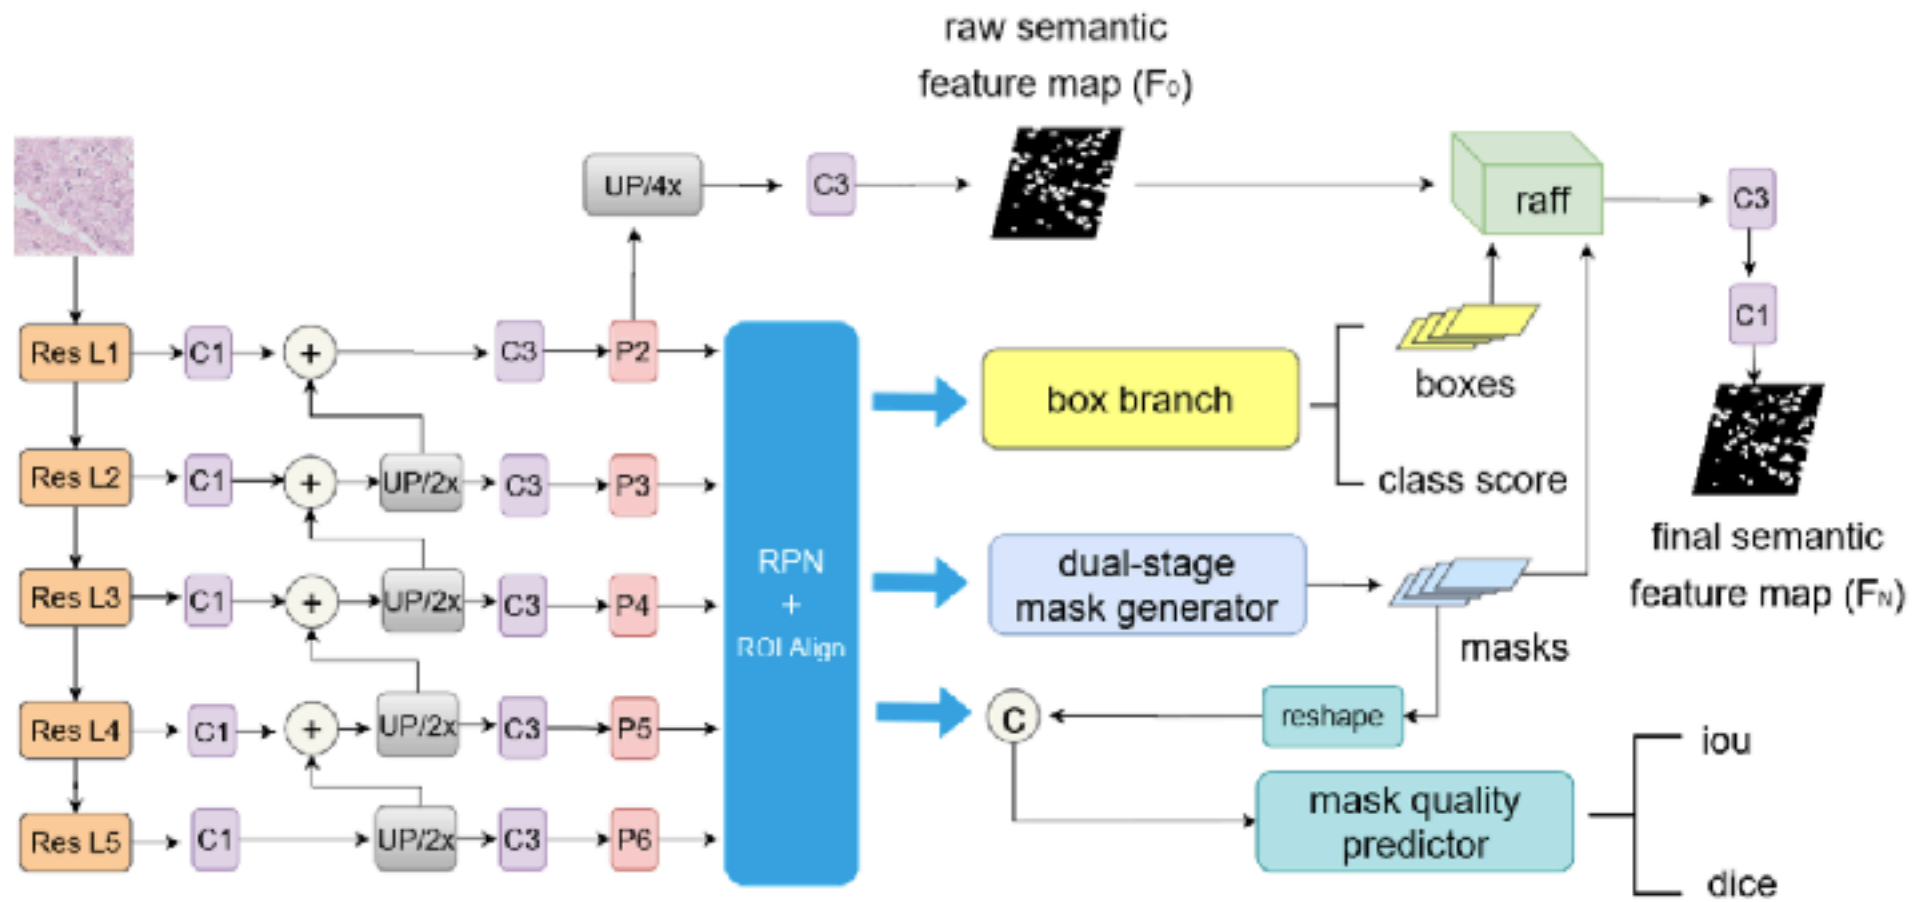 raw semantic
feature map (F₀)
UP/4x
C3
raff
C3
C1
Res L1
C1
+
C3
P2
box branch
boxes
class score
Res L2
C1
+
UP/2x
C3
P3
final semantic
feature map (Fₙ)
RPN
+
ROI Align
dual-stage
mask generator
masks
Res L3
C1
+
UP/2x
C3
P4
Res L4
C1
+
UP/2x
C3
P5
C
reshape
iou
mask quality
predictor
dice
Res L5
C1
UP/2x
C3
P6